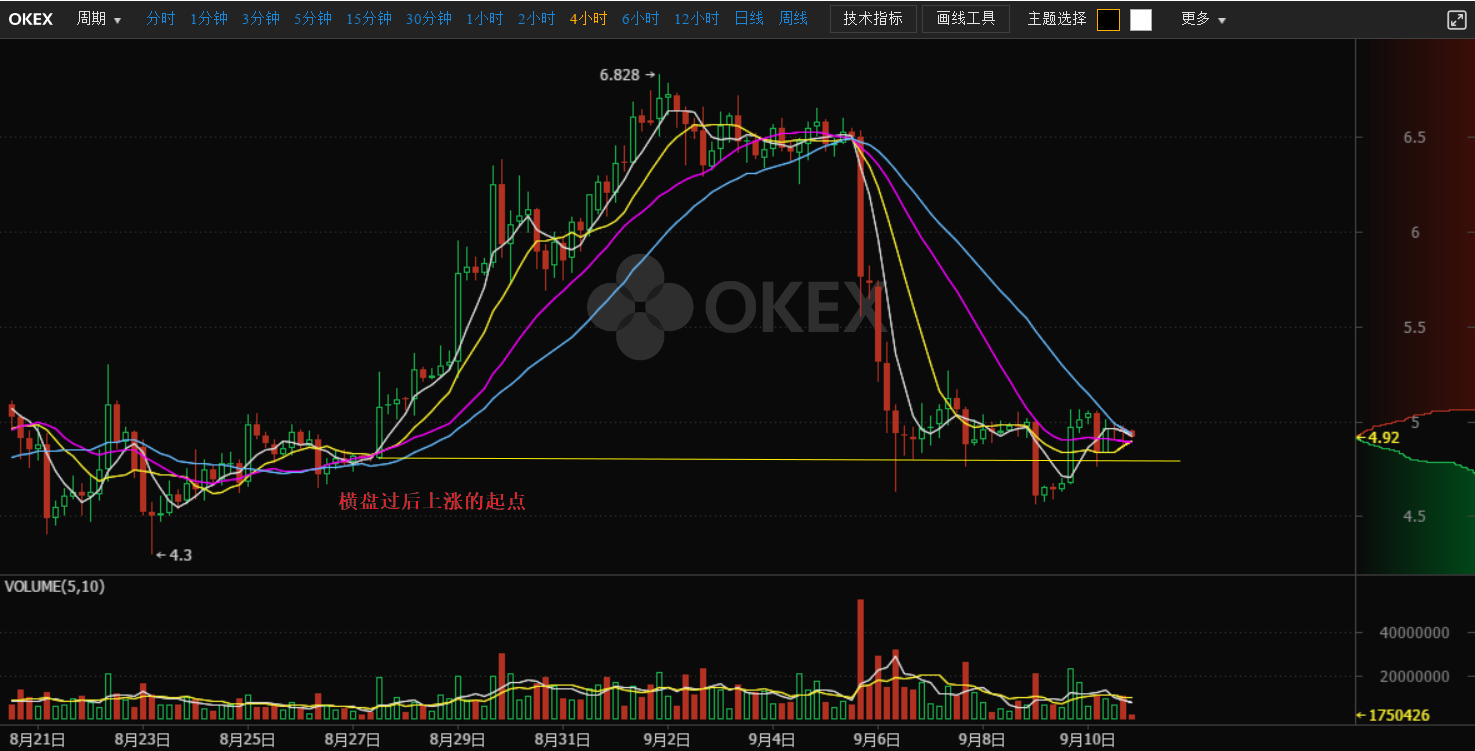 OKEX 周期 分时 1分钟 3分钟 5分钟 15分钟 30分钟 1小时 2小时 4小时 6小时 12小时 日线 周线 技术指标 画线工具 主题选择 更多
6.828
6.5
6
OKEX
5.5
5
4.92
横盘过后上涨的起点
4.5
4.3
VOLUME(5,10)
40000000
20000000
1750426
8月21日 8月23日 8月25日 8月27日 8月29日 8月31日 9月2日 9月4日 9月6日 9月8日 9月10日